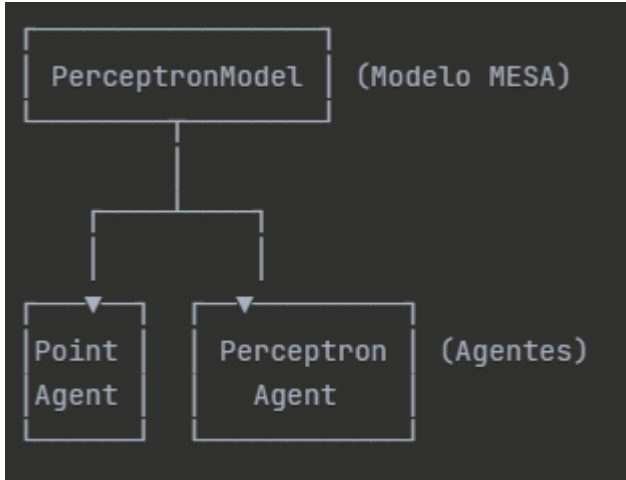 PerceptronModel (Modelo MESA)
Point Perceptron (Agentes)
Agent Agent